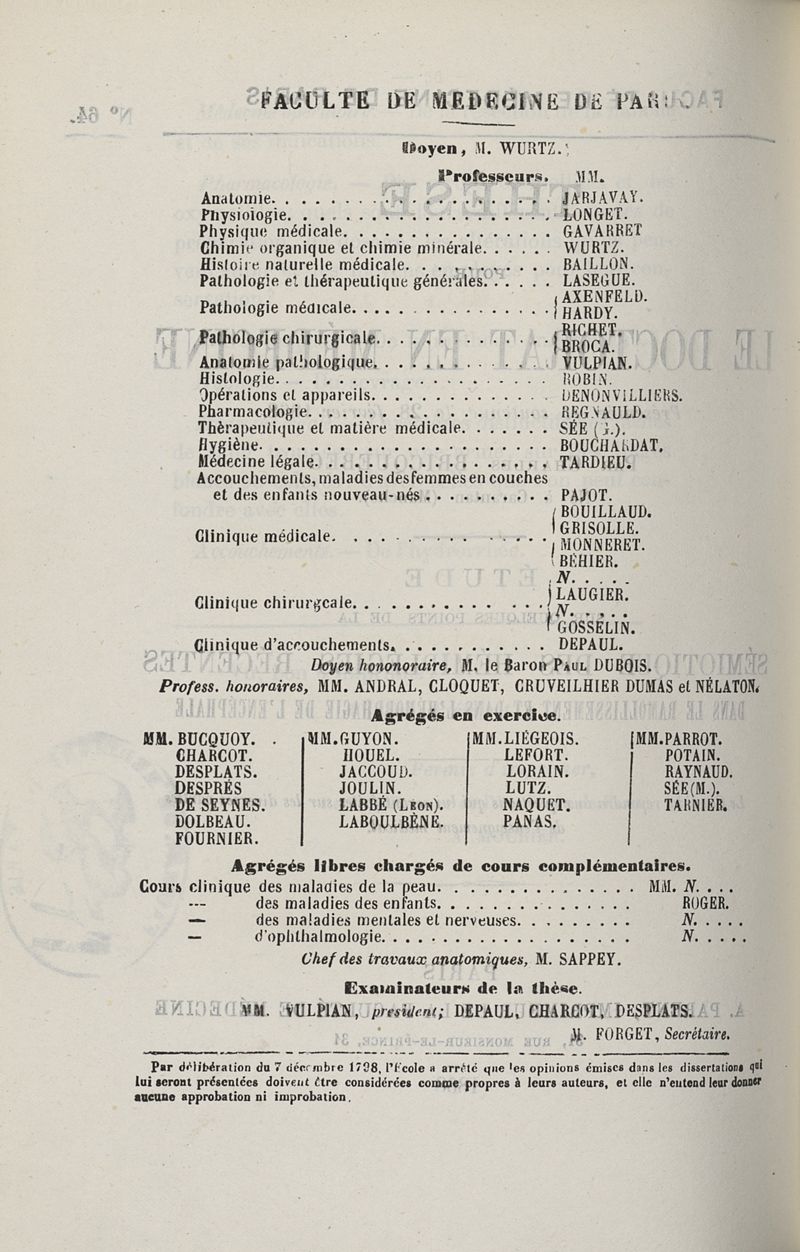 FACULTE DE MEDECINE DE PARIS.
Doyen, M. WURTZ.
Professeurs. MM.
Anatomie. . . . . . . . . . . . . . . . . . JARJAVAY.
Physiologie. . . . . . . . . . . . . . . . . LONGET.
Physique médicale. . . . . . . . . . . . . . GAVARRET
Chimie organique et chimie minérale. . . . . . WURTZ.
Histoire naturelle médicale. . . . . . . . . . . BAILLON.
Pathologie et thérapeutique générales. . . . . . LASEGUE.
Pathologie médicale. . . . . . . . . . . . . . { AXENFELD.
HARDY.
Pathologie chirurgicale. . . . . . . . . . . . . { RICHET.
BROCA.
Anatomie pathologique. . . . . . . . . . . . VULPIAN.
Histologie. . . . . . . . . . . . . . . . . . . ROBIN.
Opérations et appareils. . . . . . . . . . . . . DENONVILLIERS.
Pharmacologie. . . . . . . . . . . . . . . . . REGNAULD.
Thèrapeutique et matière médicale. . . . . . . SÉE (G.).
Hygiène. . . . . . . . . . . . . . . . . . . . BOUCHARDAT.
Médecine légale. . . . . . . . . . . . . . . . TARDIEU.
Accouchements, maladies des femmes en couches
et des enfants nouveau-nés . . . . . . . . . . PAJOT.
Clinique médicale. . . . . . . . . . . . . . { BOUILLAUD.
GRISOLLE.
MONNERET.
BÉHIER.
Clinique chirurgcale. . . . . . . . . . . . . . { N. . . . .
LAUGIER.
N. . . . . .
GOSSELIN.
Clinique d'accouchements. . . . . . . . . . . . DEPAUL.
Doyen hononoraire, M. le Baron PAUL DUBOIS.
Profess. honoraires, MM. ANDRAL, CLOQUET, CRUVEILHIER DUMAS et NÉLATON.
Agrégés en exercice.
MM. BUCQUOY. . MM. GUYON. MM. LIÉGEOIS. MM. PARROT.
CHARCOT. HOUEL. LEFORT. POTAIN.
DESPLATS. JACCOUD. LORAIN. RAYNAUD.
DESPRÉS JOULIN. LUTZ. SÉE (M.).
DE SEYNES. LABBÉ (LÉON). NAQUET. TARNIER.
DOLBEAU. LABOULBÈNE. PANAS.
FOURNIER.
Agrégés libres chargés de cours complémentaires.
Cours clinique des maladies de la peau. . . . . . . . . . . . . . . MM. N. . . .
--- des maladies des enfants. . . . . . . . . . . . . . . ROGER.
— des maladies mentales et nerveuses. . . . . . . . . N. . . . .
— d'ophthalmologie. . . . . . . . . . . . . . . . . . . N. . . . .
Chef des travaux anatomiques, M. SAPPEY.
Examinateurs de la thèse.
MM. VULPIAN, president; DEPAUL, CHARCOT, DESPLATS.
M. FORGET, Secrétaire.
Par délibération du 7 décembre 1798, l'École a arrêté que les opinions émises dans les dissertations qui
lui seront présentées doivent être considérées comme propres à leurs auteurs, et elle n'entend leur donner
aucune approbation ni improbation.